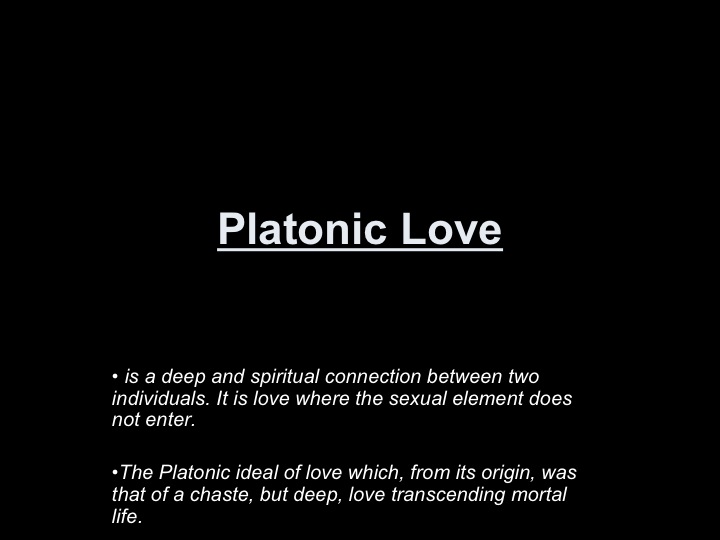 Platonic Love
• is a deep and spiritual connection between two
individuals. It is love where the sexual element does
not enter.
•The Platonic ideal of love which, from its origin, was
that of a chaste, but deep, love transcending mortal
life.